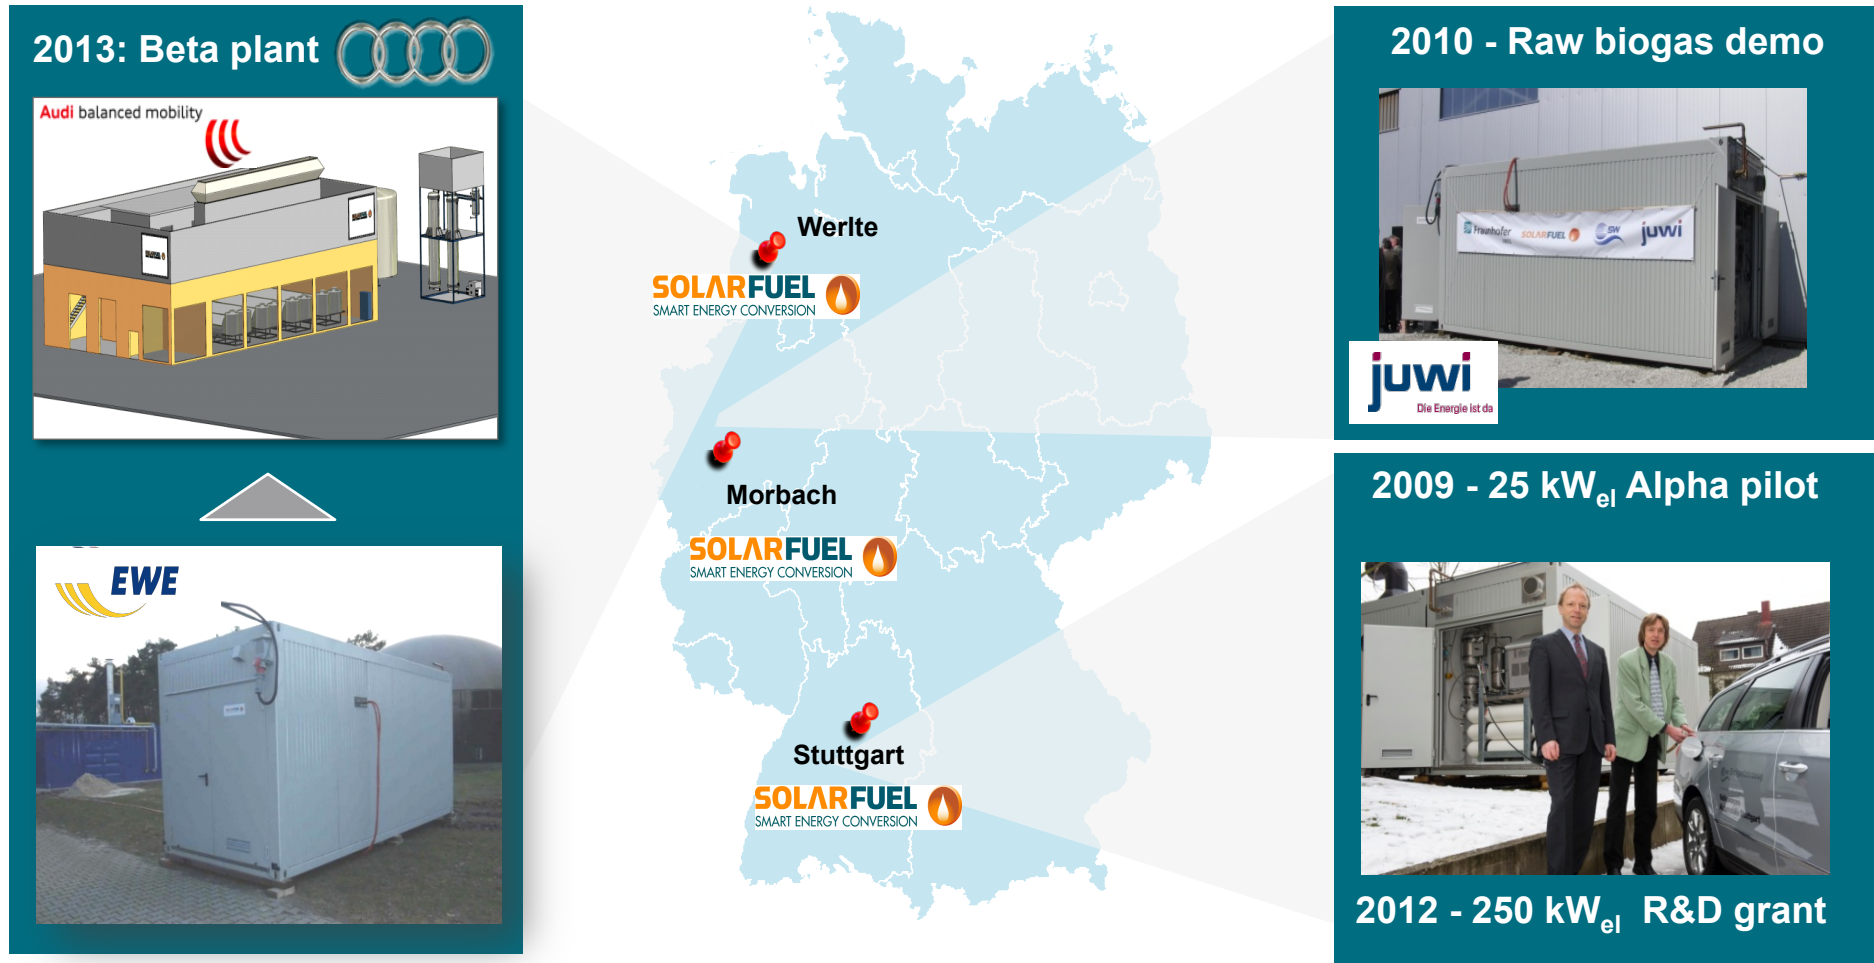 2013: Beta plant
Audi balanced mobility
EWE
Werlte
SOLARFUEL
SMART ENERGY CONVERSION
Morbach
SOLARFUEL
SMART ENERGY CONVERSION
Stuttgart
SOLARFUEL
SMART ENERGY CONVERSION
2010 - Raw biogas demo
Fraunhofer
SOLARFUEL
juwi
juwi
Die Energie ist da
2009 - 25 kWel Alpha pilot
2012 - 250 kWel R&D grant